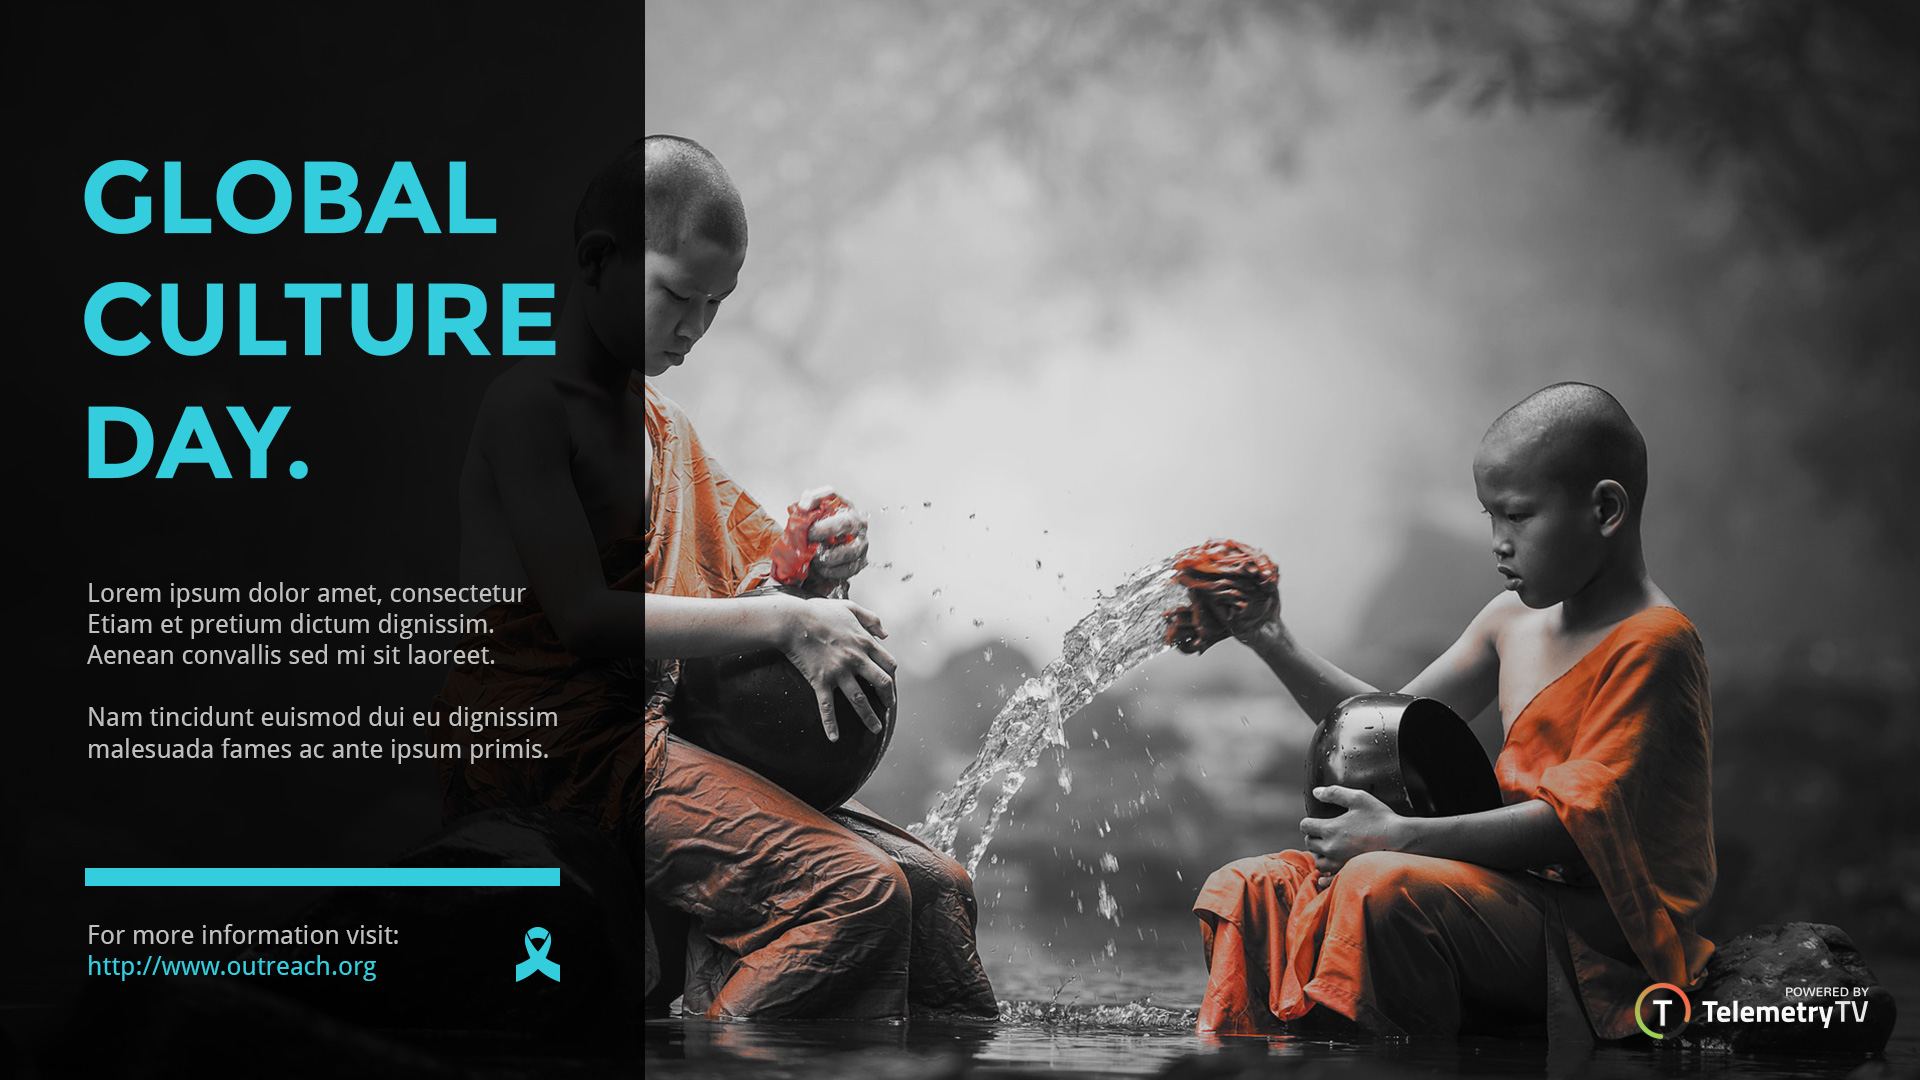 GLOBAL
CULTURE
DAY.
Lorem ipsum dolor amet, consectetur
Etiam et pretium dictum dignissim.
Aenean convallis sed mi sit laoreet.
Nam tincidunt euismod dui eu dignissim
malesuada fames ac ante ipsum primis.
For more information visit:
http://www.outreach.org
POWERED BY
T TelemetryTV